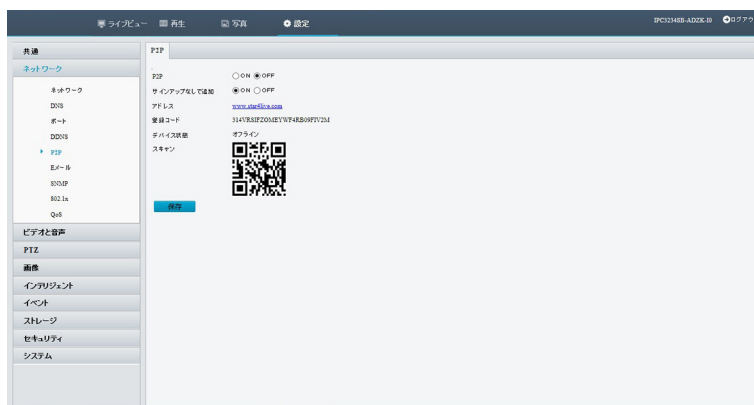 ライブビュー 再生 写真 設定 IPC3234SB-ADZK-I0 ログアウ
共通
ネットワーク
ネットワーク
DNS
ポート
DDNS
P2P
Eメール
SNMP
802.1x
QoS
ビデオと音声
PTZ
画像
インテリジェント
イベント
ストレージ
セキュリティ
システム
P2P
P2P ON OFF
サインアップなしで追加 ON OFF
アドレス www.star4live.com
登録コード
デバイス状態 オフライン
スキャン
保存